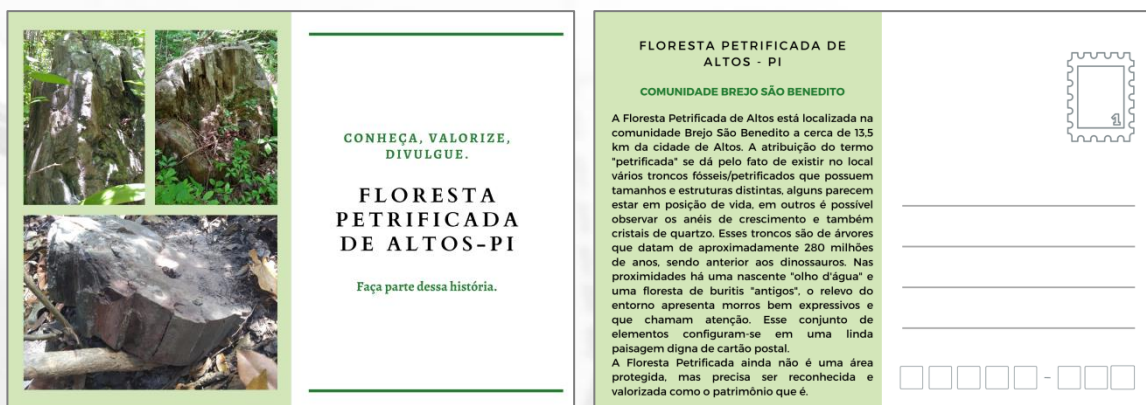 CONHEÇA, VALORIZE,
DIVULGUE.
FLORESTA
PETRIFICADA
DE ALTOS-PI
Faça parte dessa história.
FLORESTA PETRIFICADA DE
ALTOS - PI
COMUNIDADE BREJO SÃO BENEDITO
A Floresta Petrificada de Altos está localizada na
comunidade Brejo São Benedito a cerca de 13,5
km da cidade de Altos. A atribuição do termo
"petrificada" se dá pelo fato de existir no local
vários troncos fósseis/petrificados que possuem
tamanhos e estruturas distintas, alguns parecem
estar em posição de vida, em outros é possível
observar os anéis de crescimento e também
cristais de quartzo. Esses troncos são de árvores
que datam de aproximadamente 280 milhões
de anos, sendo anterior aos dinossauros. Nas
proximidades há uma nascente "olho d'água" e
uma floresta de buritis "antigos", o relevo do
entorno apresenta morros bem expressivos e
que chamam atenção. Esse conjunto de
elementos configuram-se em uma linda
paisagem digna de cartão postal.
A Floresta Petrificada ainda não é uma área
protegida, mas precisa ser reconhecida e
valorizada como o patrimônio que é.
1